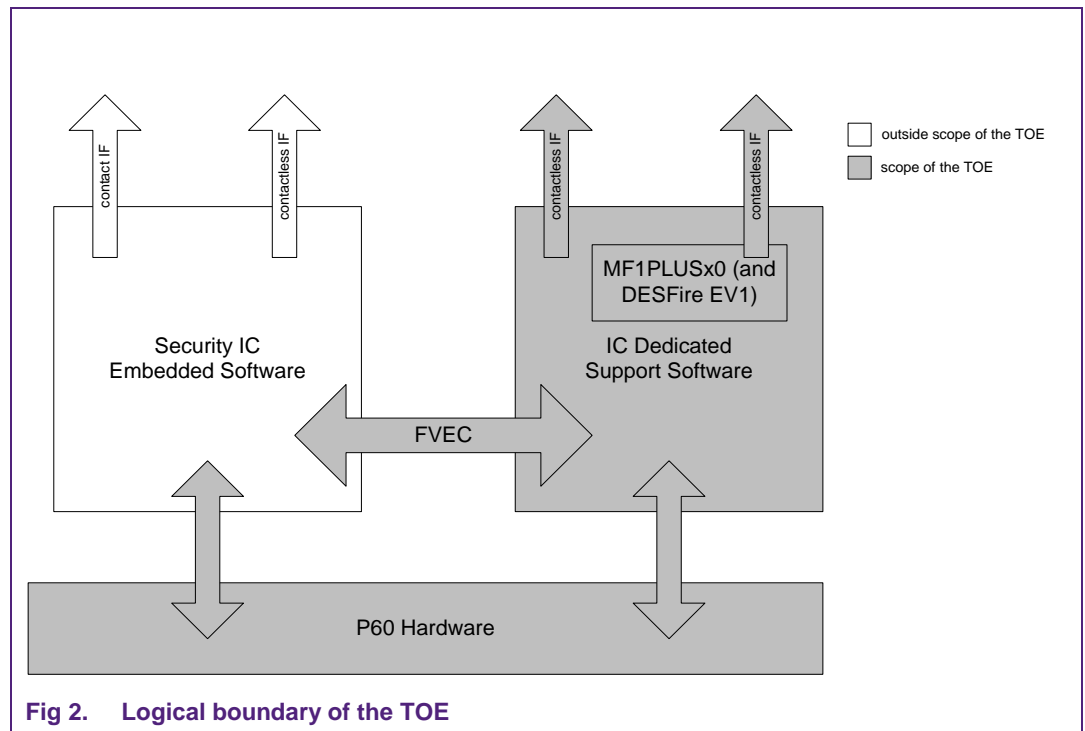 contact IF
contactless IF
contactless IF
contactless IF
outside scope of the TOE
scope of the TOE
MF1PLUSx0 (and
DESFire EV1)
Security IC
Embedded Software
IC Dedicated
Support Software
FVEC
P60 Hardware
Fig 2. Logical boundary of the TOE